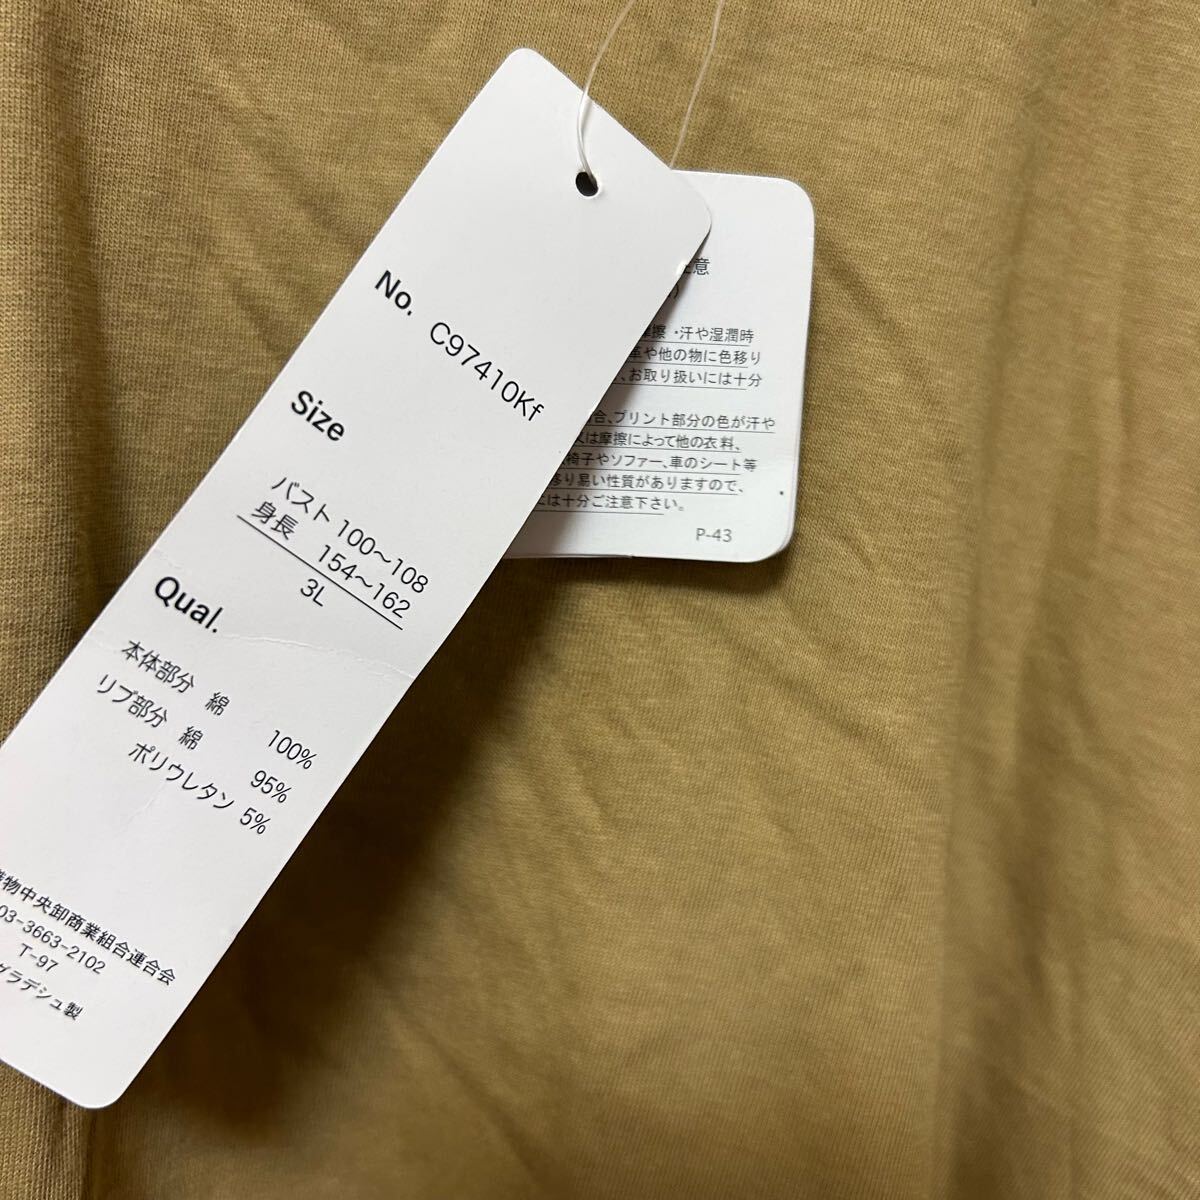 No.
C97410Kf
Size
バスト 100〜108
身長 154〜162
3L
Qual.
本体部分 綿 100%
リブ部分 綿 95%
ポリウレタン 5%
物中央卸商業組合連合会
03-3663-2102
T-97
グラデシュ製
意
・汗や湿潤時
や他の物に色移り
、お取り扱いには十分
合、プリント部分の色が汗や
は摩擦によって他の衣料、
椅子やソファー、車のシート等
移り易い性質がありますので、
は十分ご注意下さい。
P-43